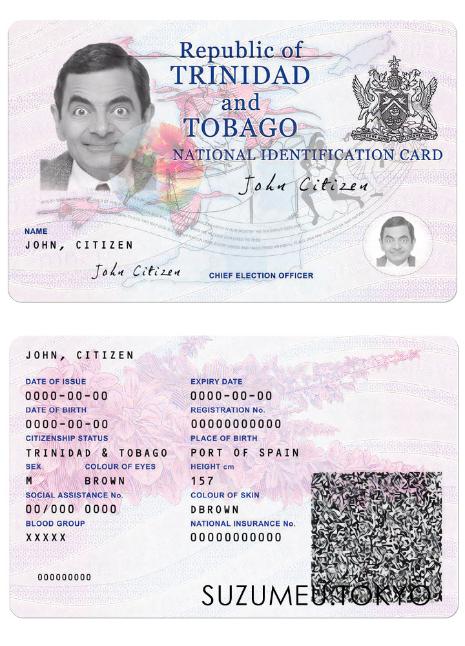 Republic of
TRINIDAD
and
TOBAGO
NATIONAL IDENTIFICATION CARD
John Citizen
NAME
JOHN, CITIZEN
John Citizen CHIEF ELECTION OFFICER
JOHN, CITIZEN
DATE OF ISSUE EXPIRY DATE
0000-00-00 0000-00-00
DATE OF BIRTH REGISTRATION No.
0000-00-00 00000000000
CITIZENSHIP STATUS PLACE OF BIRTH
TRINIDAD & TOBAGO PORT OF SPAIN
SEX COLOUR OF EYES HEIGHT cm
M BROWN 157
SOCIAL ASSISTANCE No. COLOUR OF SKIN
00/000 0000 DBROWN
BLOOD GROUP NATIONAL INSURANCE No.
XXXXX 00000000000
000000000
SUZUMEU.TOKYO